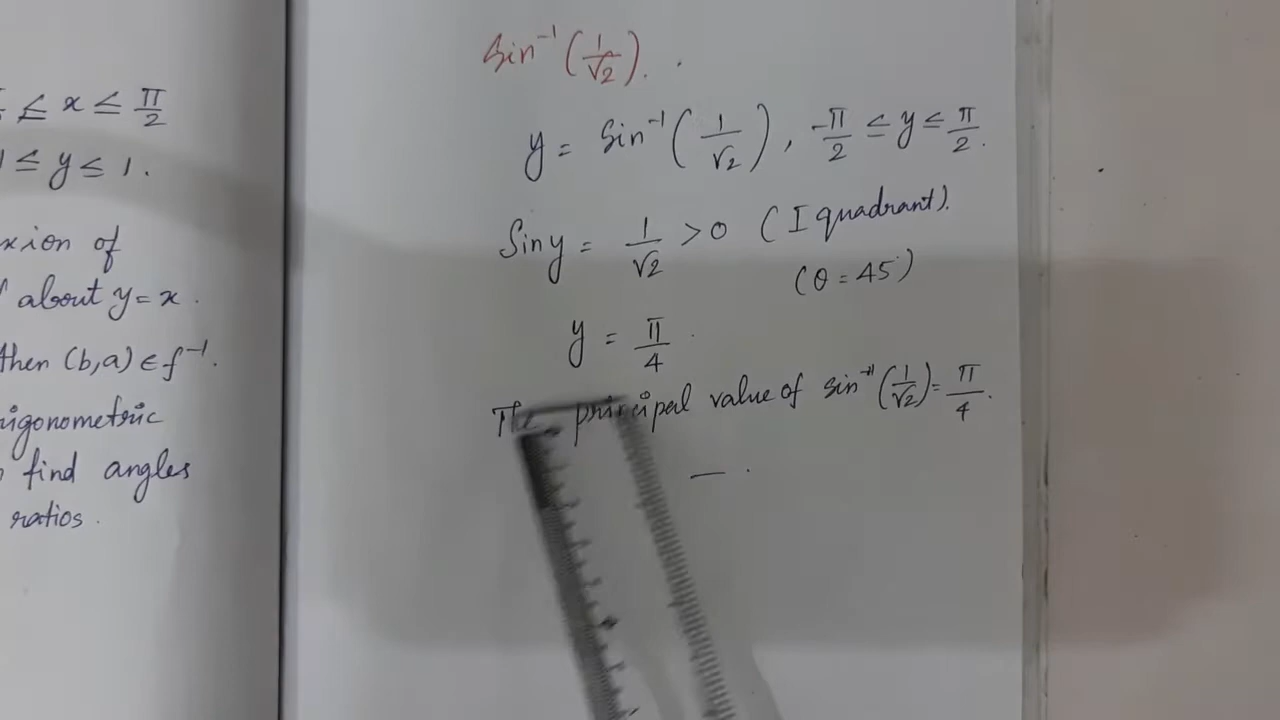 ≤ x ≤ π/2
≤ y ≤ 1.
xion of
about y = x.
then (b,a) ∈ f⁻¹.
rigonometric
find angles
ratios.
Sin⁻¹(1/√2).
y = Sin⁻¹(1/√2), -π/2 ≤ y ≤ π/2.
Sin y = 1/√2 > 0 (I quadrant).
(θ = 45°)
y = π/4.
The principal value of sin⁻¹(1/√2) = π/4.